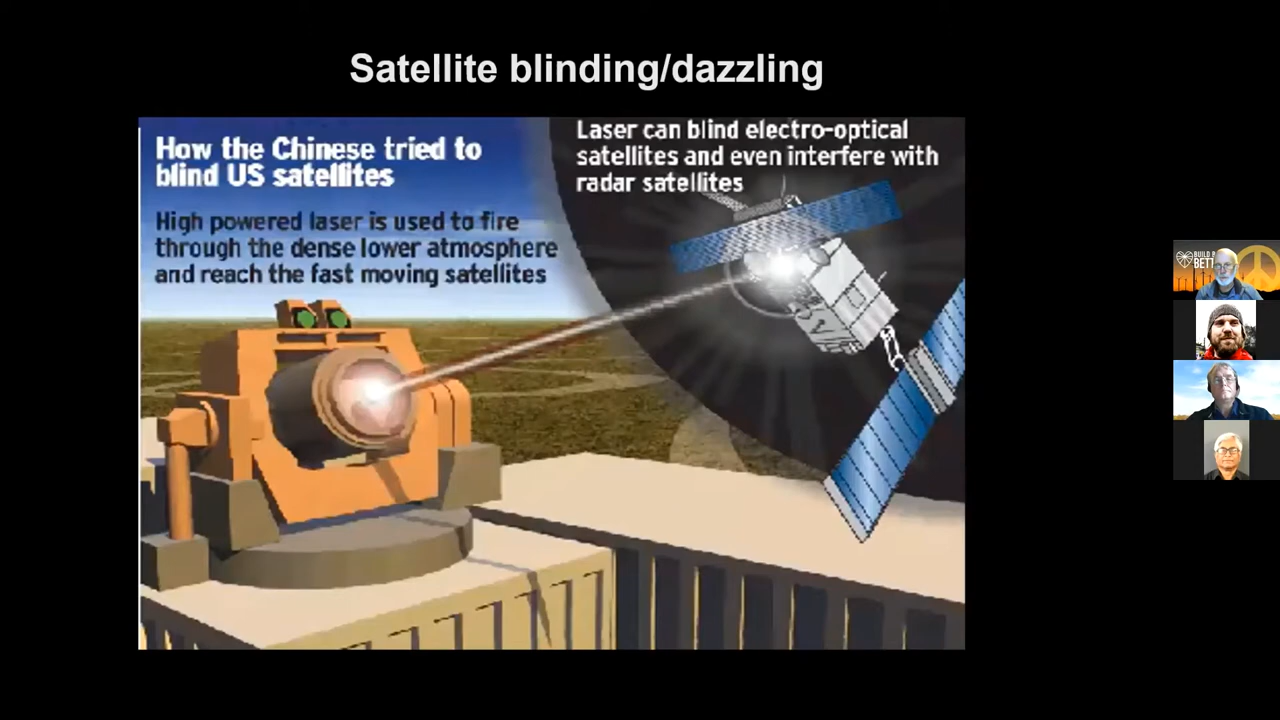 Satellite blinding/dazzling
How the Chinese tried to
blind US satellites
High powered laser is used to fire
through the dense lower atmosphere
and reach the fast moving satellites
Laser can blind electro-optical
satellites and even interfere with
radar satellites
BUILD
BET